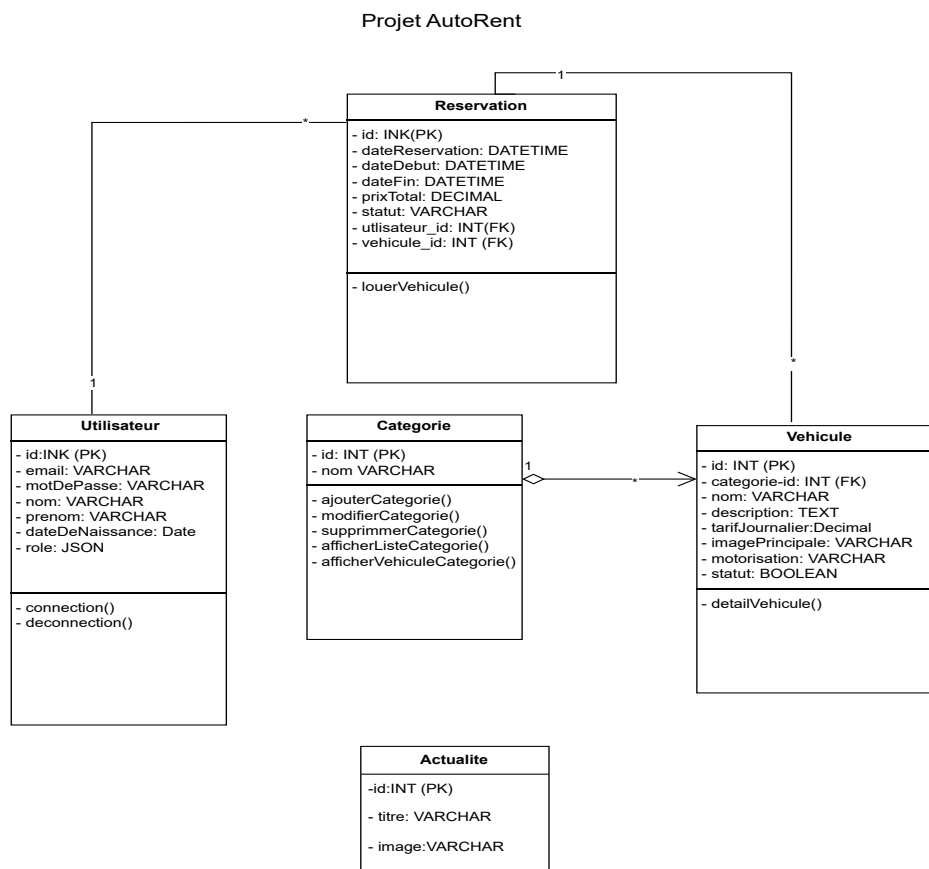 Projet AutoRent
1
Reservation
*
- id: INK(PK)
- dateReservation: DATETIME
- dateDebut: DATETIME
- dateFin: DATETIME
- prixTotal: DECIMAL
- statut: VARCHAR
- utlisateur_id: INT(FK)
- vehicule_id: INT (FK)
- louerVehicule()
*
1
Utilisateur
- id:INK (PK)
- email: VARCHAR
- motDePasse: VARCHAR
- nom: VARCHAR
- prenom: VARCHAR
- dateDeNaissance: Date
- role: JSON
- connection()
- deconnection()
Categorie
- id: INT (PK)
- nom VARCHAR
- ajouterCategorie()
- modifierCategorie()
- supprimmerCategorie()
- afficherListeCategorie()
- afficherVehiculeCategorie()
1
*
Vehicule
- id: INT (PK)
- categorie-id: INT (FK)
- nom: VARCHAR
- description: TEXT
- tarifJournalier:Decimal
- imagePrincipale: VARCHAR
- motorisation: VARCHAR
- statut: BOOLEAN
- detailVehicule()
Actualite
-id:INT (PK)
- titre: VARCHAR
- image:VARCHAR